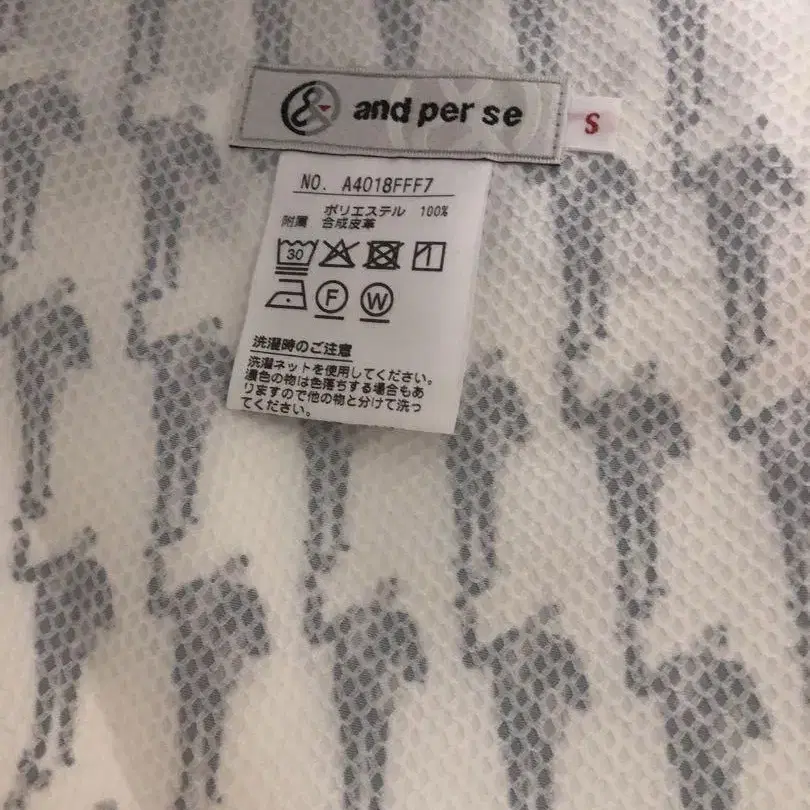 & and per se
S
NO. A4018FFF7
ポリエステル 100%
附属 合成皮革
30
F W
洗濯時のご注意
洗濯ネットを使用してください。
濃色の物は色落ちする場合もあ
りますので他の物と分けて洗っ
てください。